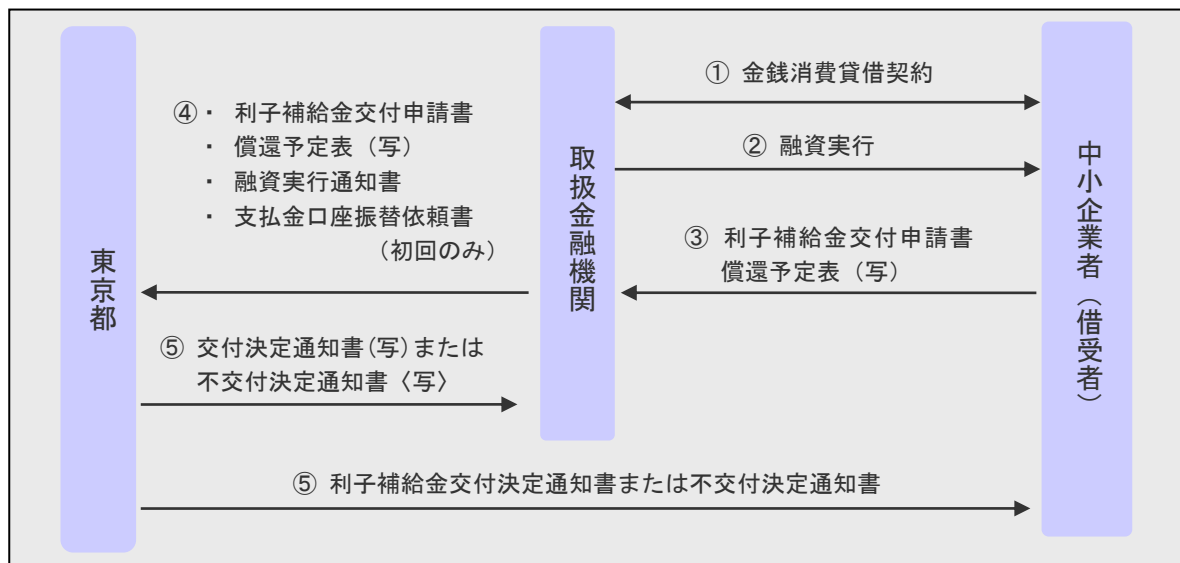 東京都
取扱金融機関
中小企業者（借受者）
① 金銭消費貸借契約
② 融資実行
③ 利子補給金交付申請書
償還予定表（写）
④・ 利子補給金交付申請書
・ 償還予定表（写）
・ 融資実行通知書
・ 支払金口座振替依頼書
（初回のみ）
⑤ 交付決定通知書(写)または
不交付決定通知書〈写〉
⑤ 利子補給金交付決定通知書または不交付決定通知書